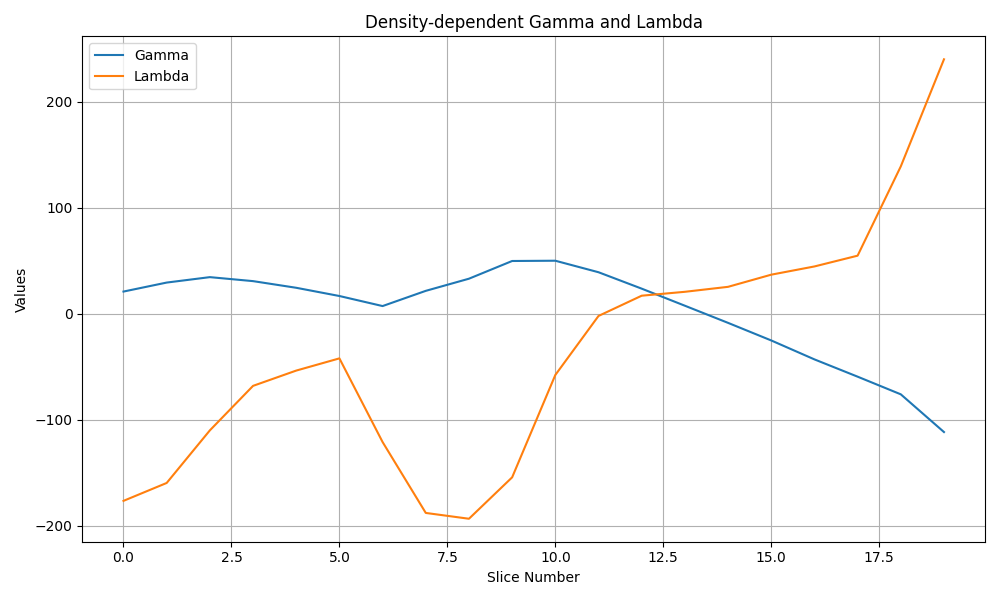 Density-dependent Gamma and Lambda
Gamma
Lambda
Values
200
100
0
−100
−200
0.0 2.5 5.0 7.5 10.0 12.5 15.0 17.5
Slice Number